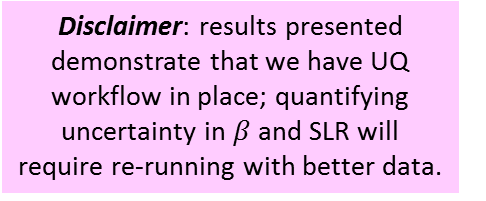 Disclaimer: results presented
demonstrate that we have UQ
workflow in place; quantifying
uncertainty in β and SLR will
require re-running with better data.